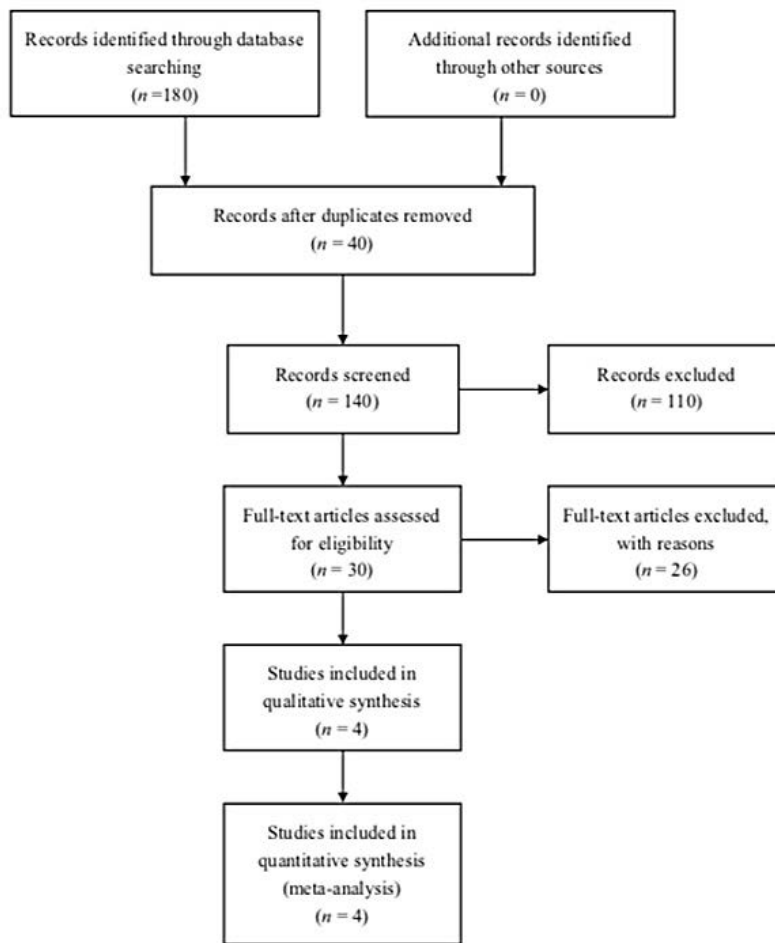 Records identified through database
searching
(n =180)
Additional records identified
through other sources
(n = 0)
Records after duplicates removed
(n = 40)
Records screened
(n = 140)
Records excluded
(n = 110)
Full-text articles assessed
for eligibility
(n = 30)
Full-text articles excluded,
with reasons
(n = 26)
Studies included in
qualitative synthesis
(n = 4)
Studies included in
quantitative synthesis
(meta-analysis)
(n = 4)